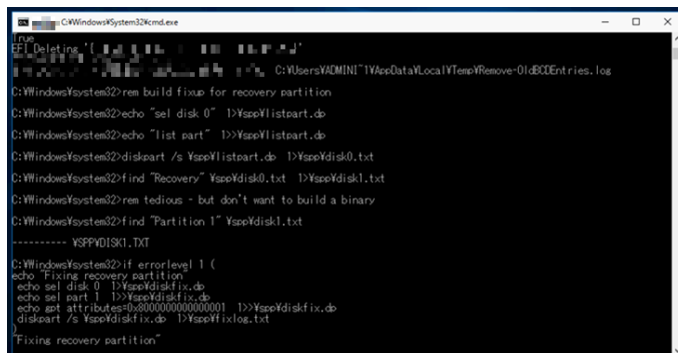 C:¥Windows¥System32¥cmd.exe
True
EFI Deleting '[
C:¥Users¥ADMINI~1¥AppData¥Local¥Temp¥Remove-OldBCDEntries.log
C:¥Windows¥system32>rem build fixup for recovery partition
C:¥Windows¥system32>echo "sel disk 0"  1>¥spp¥listpart.dp
C:¥Windows¥system32>echo "list part"  1>>¥spp¥listpart.dp
C:¥Windows¥system32>diskpart /s ¥spp¥listpart.dp  1>¥spp¥disk0.txt
C:¥Windows¥system32>find "Recovery" ¥spp¥disk0.txt  1>¥spp¥disk1.txt
C:¥Windows¥system32>rem tedious - but don't want to build a binary
C:¥Windows¥system32>find "Partition 1" ¥spp¥disk1.txt
---------- ¥SPP¥DISK1.TXT
C:¥Windows¥system32>if errorlevel 1 (
echo "Fixing recovery partition"
echo sel disk 0  1>¥spp¥diskfix.dp
echo sel part 1  1>>¥spp¥diskfix.dp
echo gpt attributes=0x8000000000000001  1>>¥spp¥diskfix.dp
diskpart /s ¥spp¥diskfix.dp  1>¥spp¥fixlog.txt
)
"Fixing recovery partition"